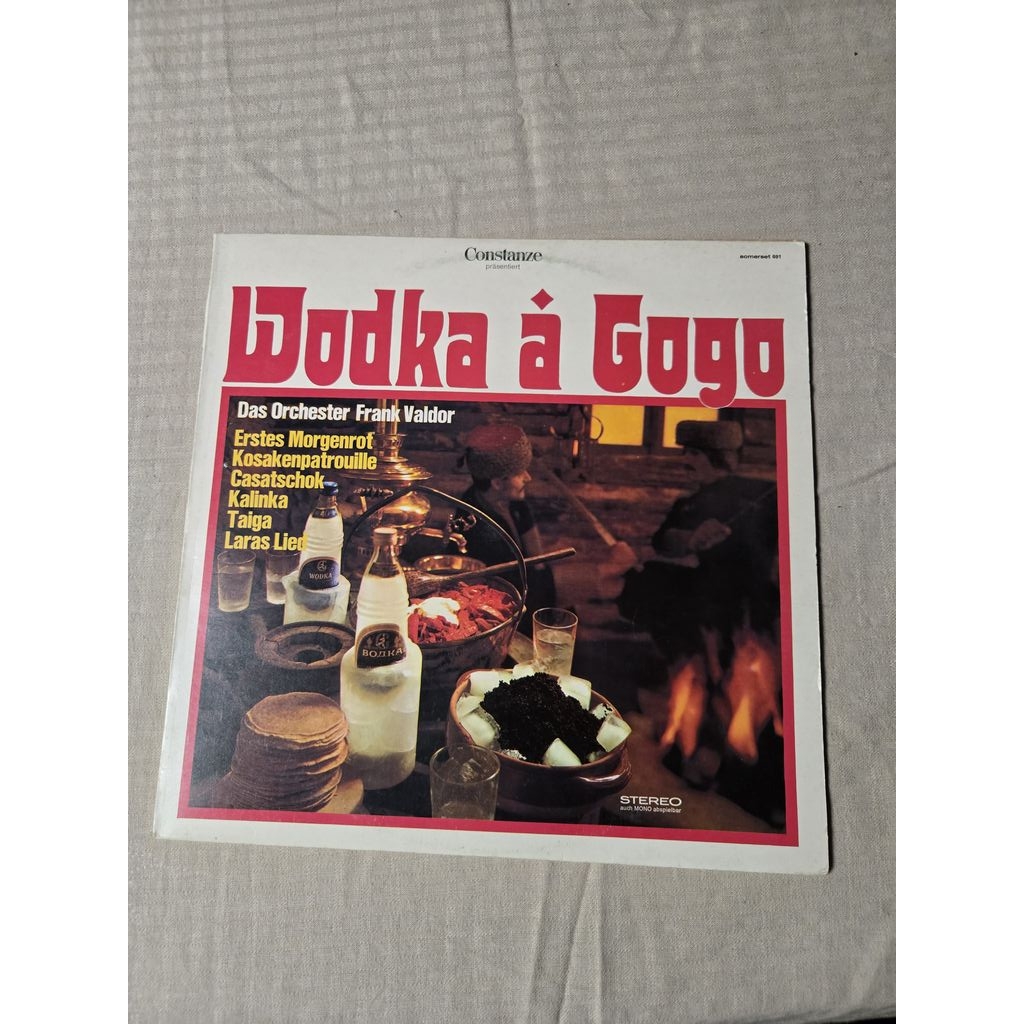 Constanze
präsentiert
somerset 691
Wodka à Gogo
Das Orchester Frank Valdor
Erstes Morgenrot
Kosakenpatrouille
Casatschok
Kalinka
Taiga
Laras Lied
WODKA
ВОДКА
STEREO
auch MONO abspielbar